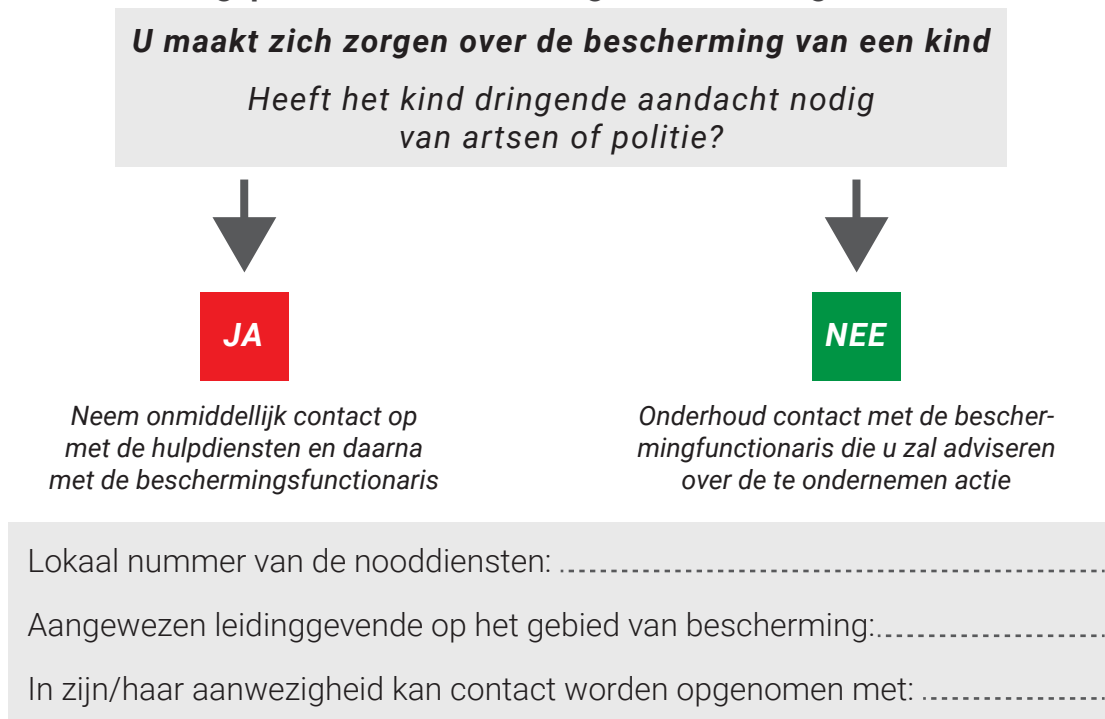 U maakt zich zorgen over de bescherming van een kind
Heeft het kind dringende aandacht nodig
van artsen of politie?
JA
Neem onmiddellijk contact op
met de hulpdiensten en daarna
met de beschermingsfunctionaris
NEE
Onderhoud contact met de bescher-
mingfunctionaris die u zal adviseren
over de te ondernemen actie
Lokaal nummer van de nooddiensten:
Aangewezen leidinggevende op het gebied van bescherming:
In zijn/haar aanwezigheid kan contact worden opgenomen met: